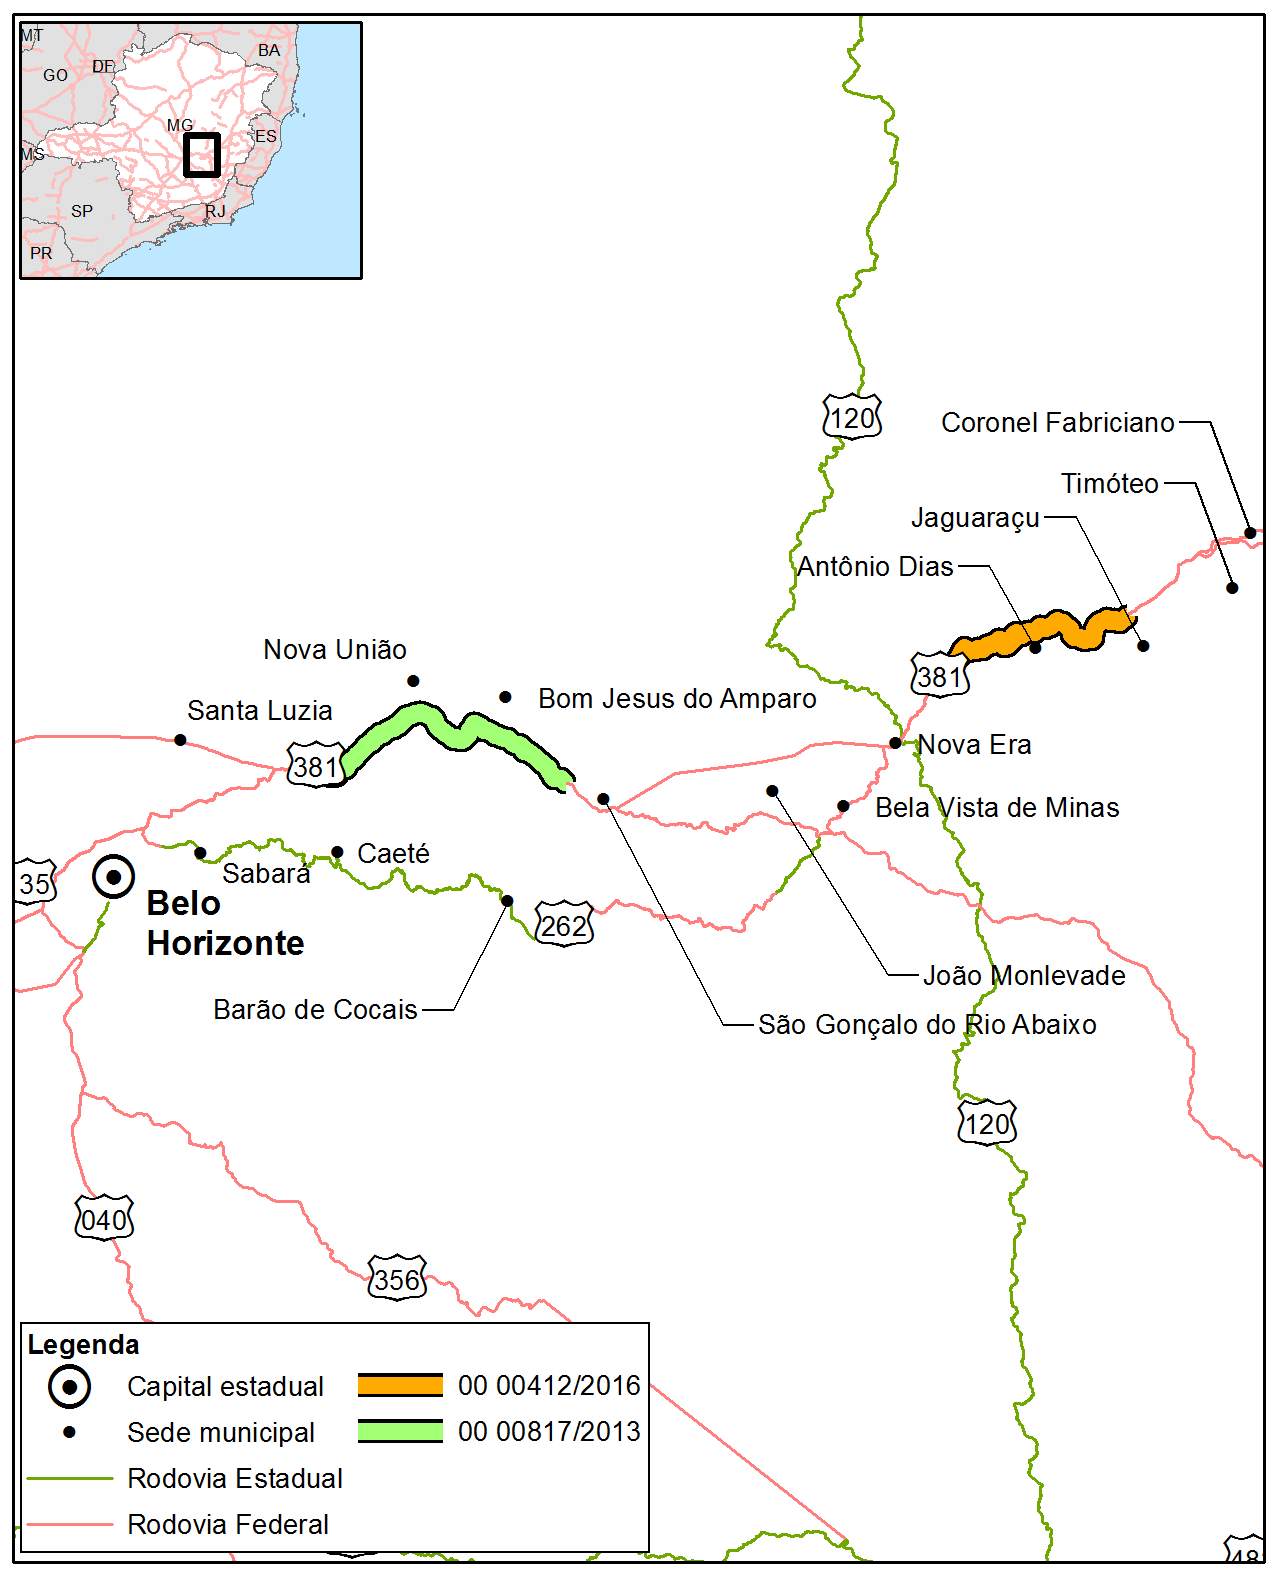 MT
BA
GO
DF
MG
ES
MS
SP
RJ
PR
120
Coronel Fabriciano
Timóteo
Jaguaraçu
Antônio Dias
Nova União
381
Bom Jesus do Amparo
Santa Luzia
Nova Era
381
Bela Vista de Minas
Caeté
Sabará
35
Belo
Horizonte
262
João Monlevade
Barão de Cocais
São Gonçalo do Rio Abaixo
120
040
356
Legenda
Capital estadual
00 00412/2016
Sede municipal
00 00817/2013
Rodovia Estadual
Rodovia Federal